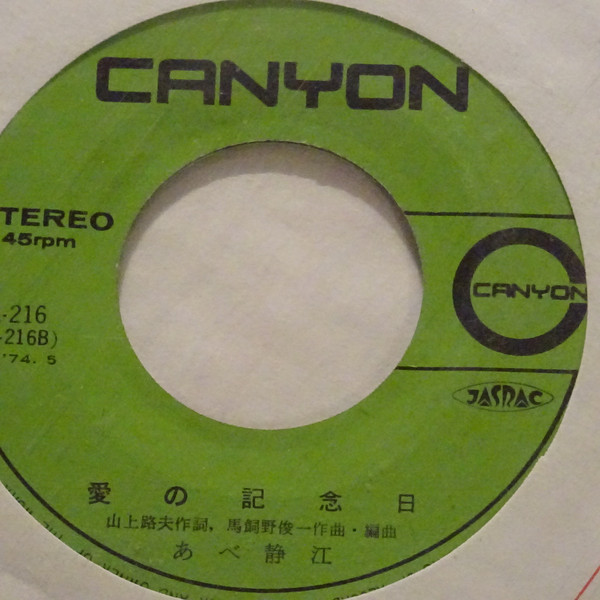 CANYON
TEREO
45rpm
CANYON
-216
-216B)
'74. 5
JASRAC
愛の記念日
山上路夫作詞, 馬飼野俊一作曲・編曲
あべ静江